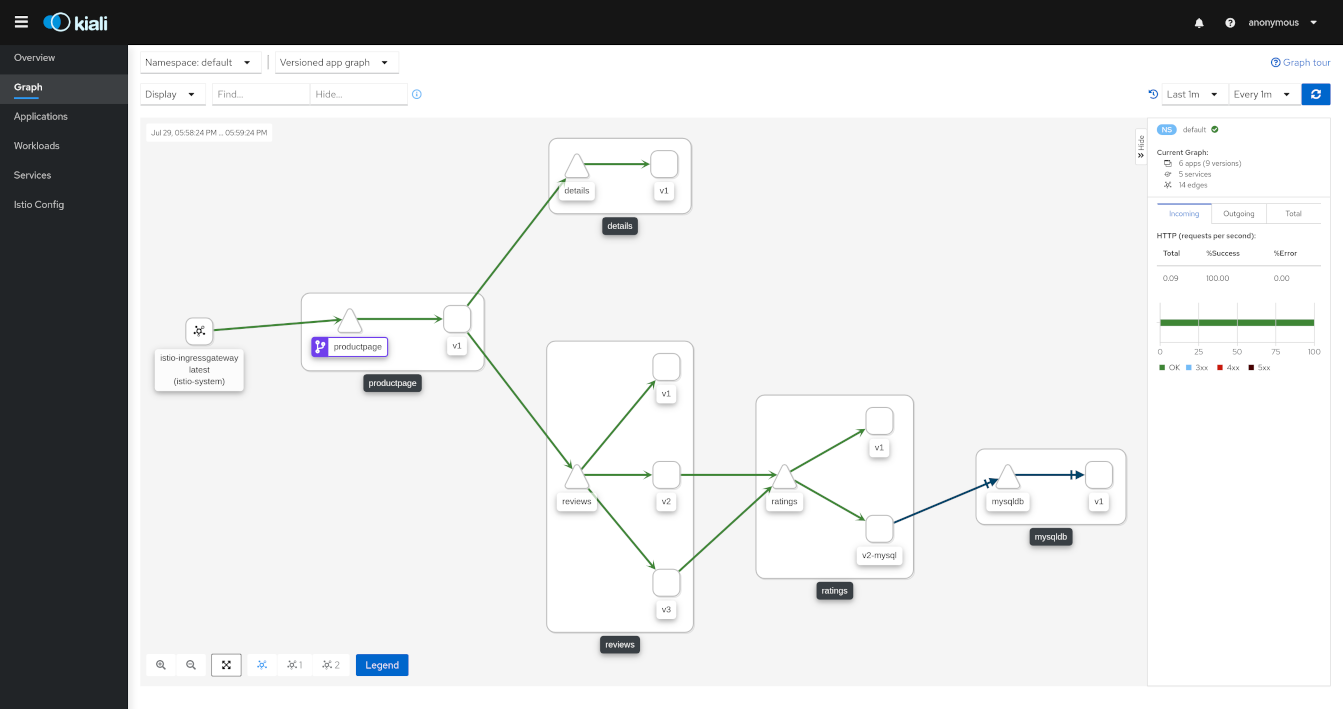 kiali
anonymous
Overview
Graph
Applications
Workloads
Services
Istio Config
Namespace: default
Versioned app graph
Graph tour
Display
Find...
Hide...
Last 1m
Every 1m
Jul 29, 05:58:24 PM ... 05:59:24 PM
details
v1
details
productpage
v1
productpage
istio-ingressgateway
latest
(istio-system)
v1
reviews
v2
v3
reviews
v1
ratings
v2-mysql
ratings
mysqldb
v1
mysqldb
1
2
Legend
Hide
NS default
Current Graph:
6 apps (9 versions)
5 services
14 edges
Incoming
Outgoing
Total
HTTP (requests per second):
Total %Success %Error
0.09 100.00 0.00
0 25 50 75 100
OK 3xx 4xx 5xx